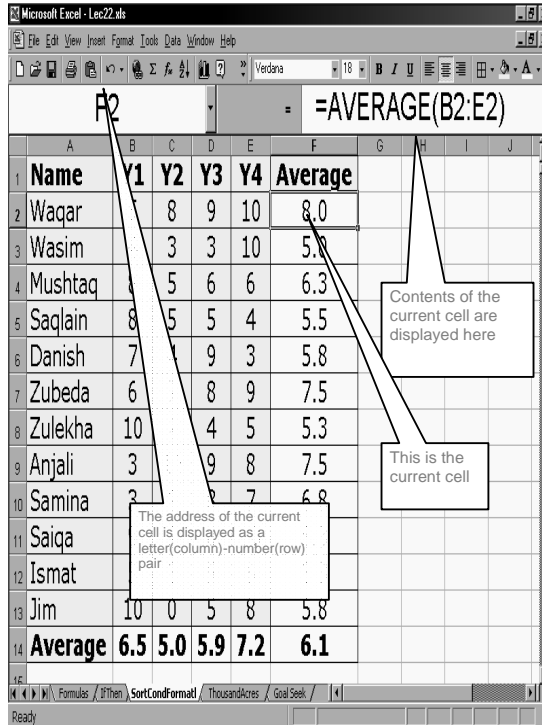 Microsoft Excel - Lec22.xls
File Edit View Insert Format Tools Data Window Help
Verdana 18 B I U
F2 = =AVERAGE(B2:E2)
A B C D E F G H I J
1 Name Y1 Y2 Y3 Y4 Average
2 Waqar 8 9 10 8.0
3 Wasim 3 3 10
4 Mushtaq 5 6 6 6.3
5 Saqlain 8 5 5 4 5.5
6 Danish 7 9 3 5.8
7 Zubeda 6 8 9 7.5
8 Zulekha 10 4 5 5.3
9 Anjali 3 9 8 7.5
10 Samina 3 7 6.8
11 Saiqa
12 Ismat
13 Jim 10 0 5 8 5.8
14 Average 6.5 5.0 5.9 7.2 6.1
Contents of the
current cell are
displayed here
This is the
current cell
The address of the current
cell is displayed as a
letter(column)-number(row)
pair
Formulas IfThen SortCondFormatl ThousandAcres Goal Seek
Ready